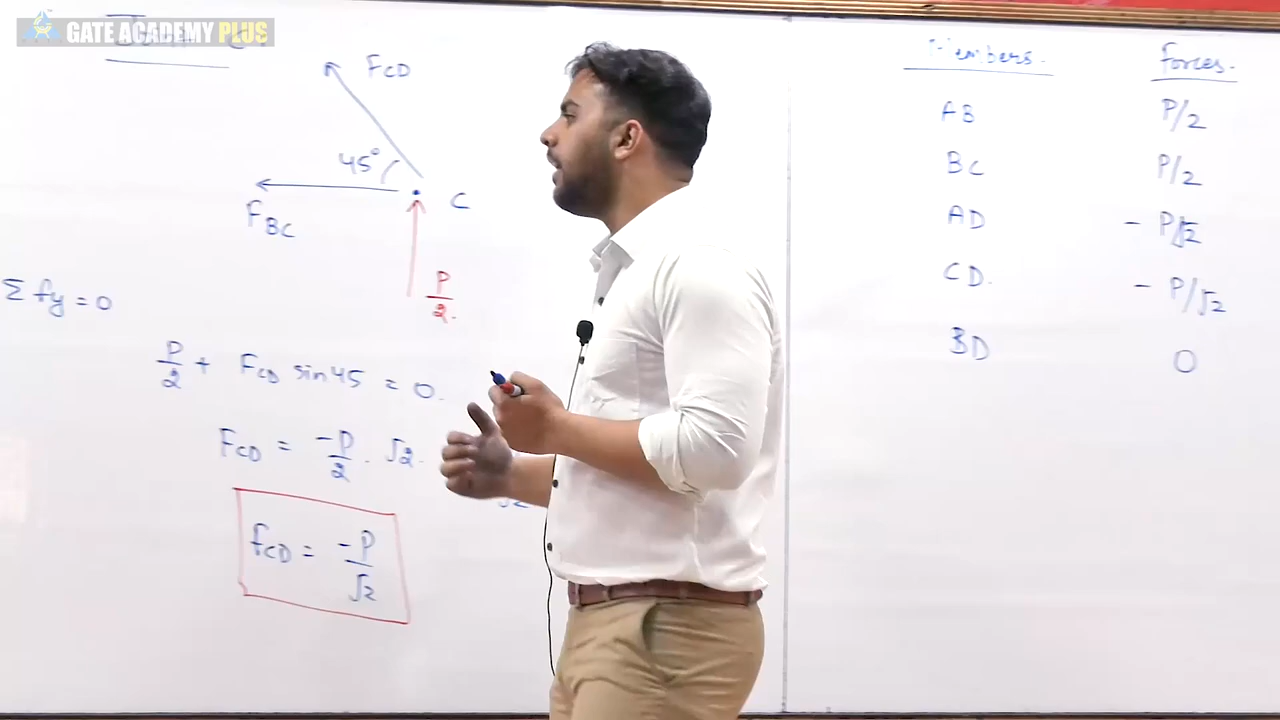 GATE ACADEMY PLUS
FCD
45°
FBC
C
P/2.
Σ fy = 0
P/2 + FCD sin45 = 0.
FCD = -P/2 . √2.
fCD = -P/√2
Members. Forces.
AB P/2
BC P/2
AD - P/√2
CD. - P/√2
BD 0